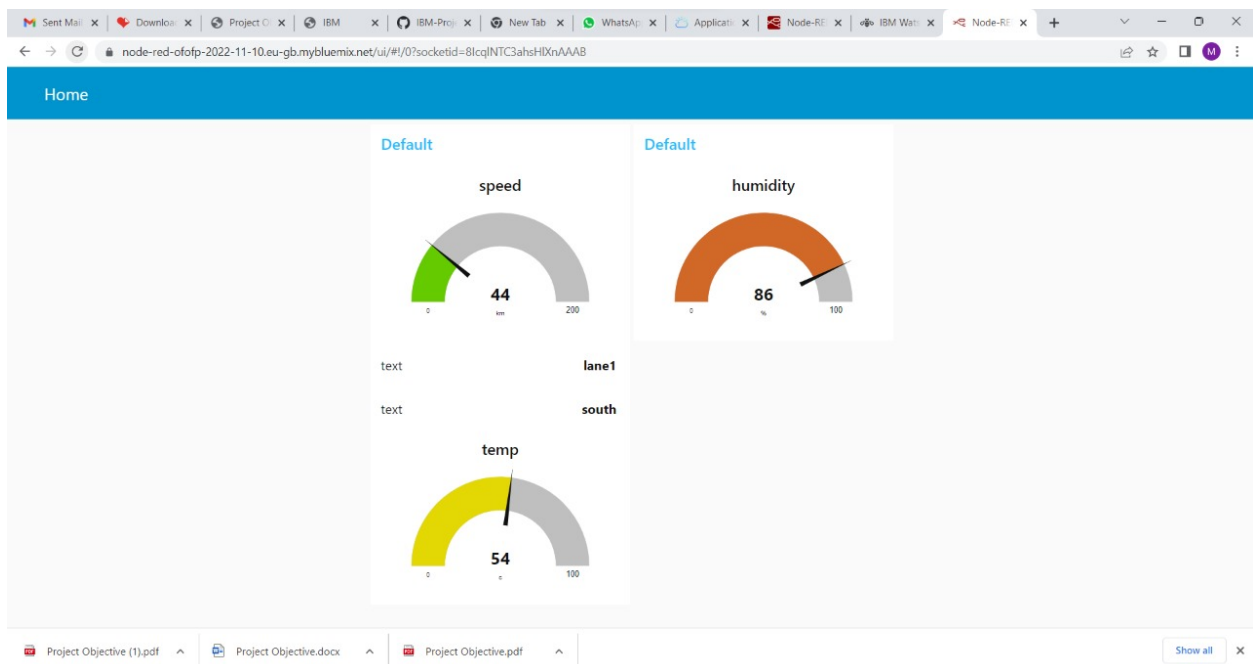 Sent Mail
Downloa
Project O
IBM
IBM-Proj
New Tab
WhatsAp
Applicati
Node-RE
IBM Wats
Node-RE
node-red-ofofp-2022-11-10.eu-gb.mybluemix.net/ui/#!/0?socketid=8IcqlNTC3ahsHIXnAAAB
M
Home
Default
speed
44
km
0
200
text lane1
text south
temp
54
c
0
100
Default
humidity
86
%
0
100
Project Objective (1).pdf
Project Objective.docx
Project Objective.pdf
Show all